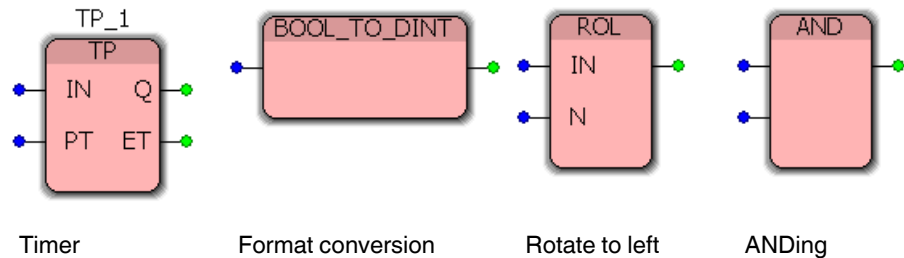 TP_1
TP
IN Q
PT ET
BOOL_TO_DINT
ROL
IN
N
AND
Timer
Format conversion
Rotate to left
ANDing